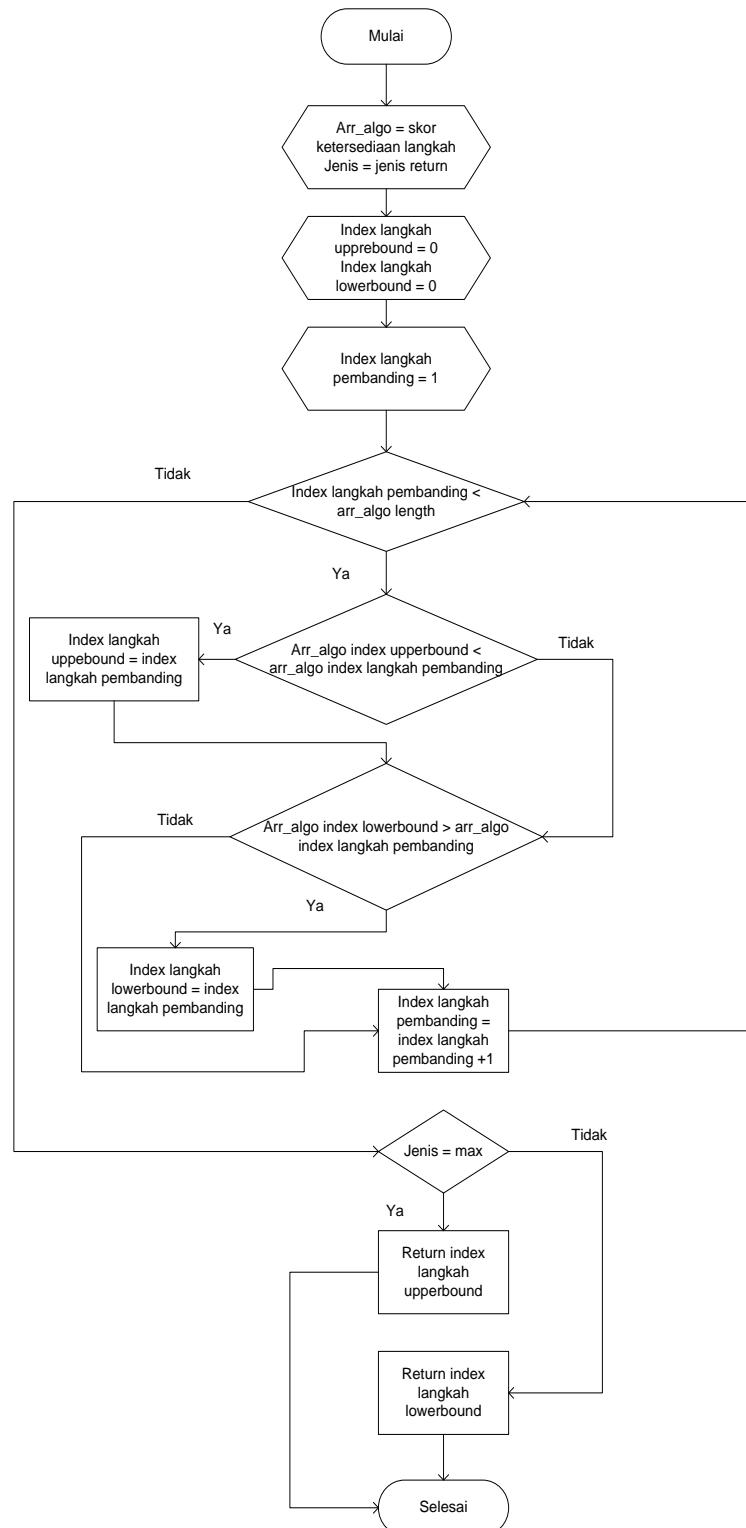 Mulai
Arr_algo = skor
ketersediaan langkah
Jenis = jenis return
Index langkah
upprebound = 0
Index langkah
lowerbound = 0
Index langkah
pembanding = 1
Tidak
Index langkah pembanding <
arr_algo length
Ya
Index langkah
uppebound = index
langkah pembanding
Ya
Arr_algo index upperbound <
arr_algo index langkah pembanding
Tidak
Tidak
Arr_algo index lowerbound > arr_algo
index langkah pembanding
Ya
Index langkah
lowerbound = index
langkah pembanding
Index langkah
pembanding =
index langkah
pembanding +1
Jenis = max
Tidak
Ya
Return index
langkah
upperbound
Return index
langkah
lowerbound
Selesai